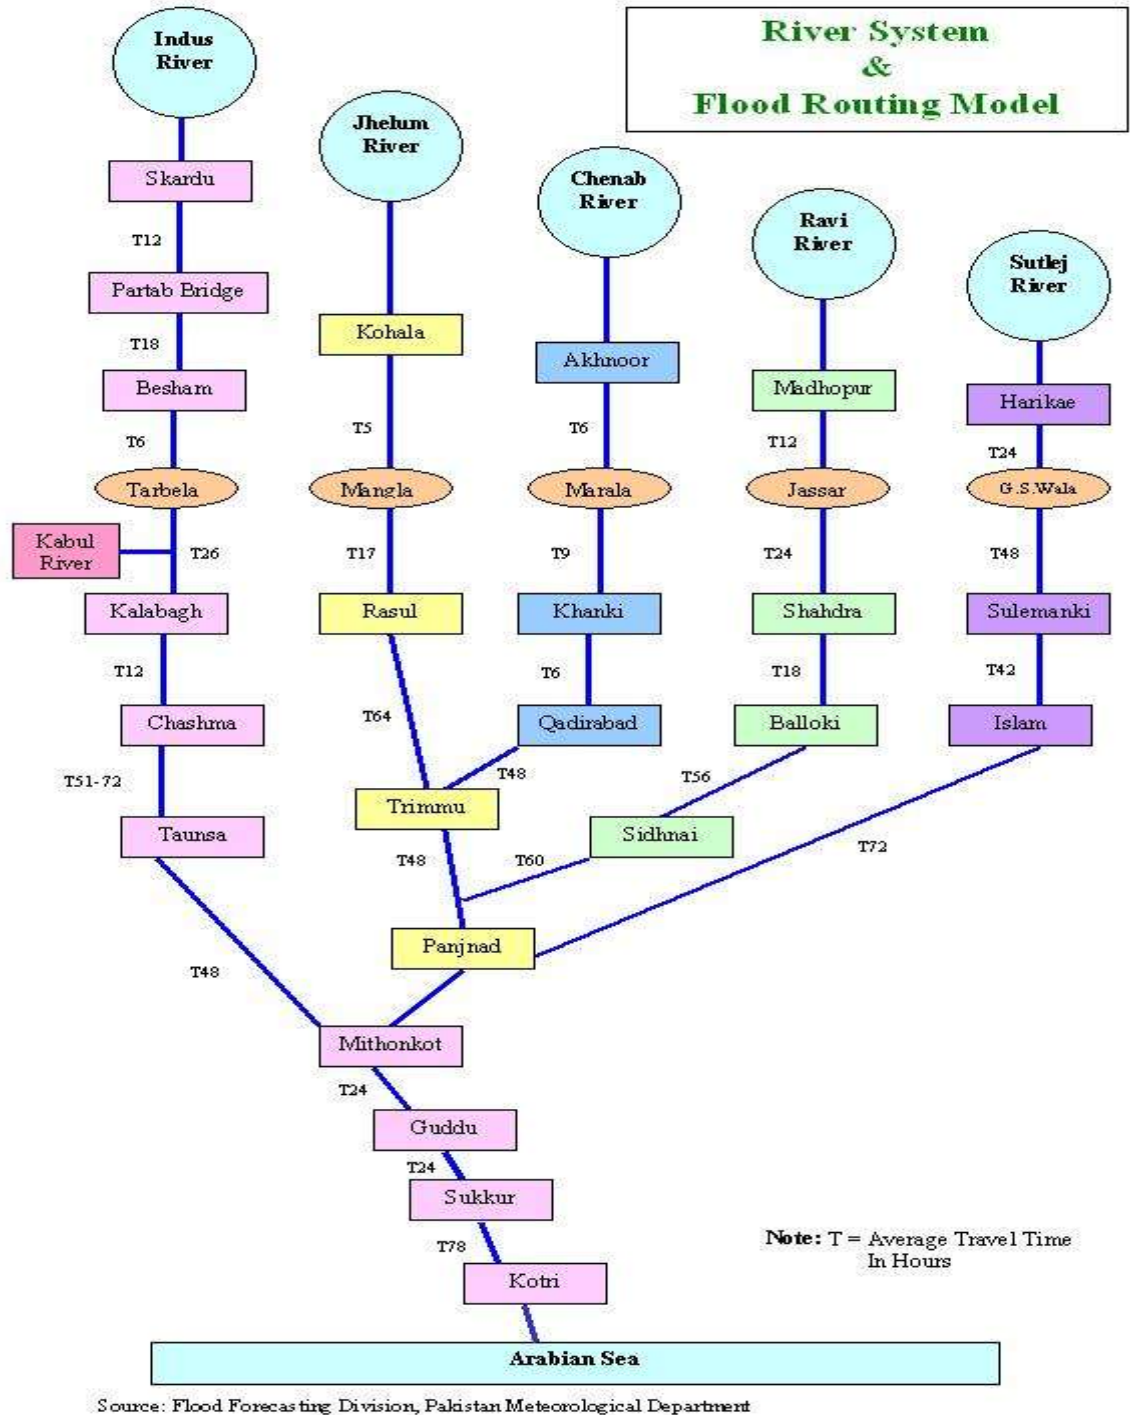 River System
&
Flood Routing Model
Indus
River
Jhelum
River
Chenab
River
Ravi
River
Sutlej
River
Skardu
T12
Partab Bridge
T18
Besham
T6
Tarbela
Kabul
River
T26
Kalabagh
T12
Chashma
T51-72
Taunsa
T48
Kohala
T5
Mangla
T17
Rasul
T64
Trimmu
T48
Panjnad
Akhnoor
T6
Marala
T9
Khanki
T6
Qadirabad
T48
Madhopur
T12
Jassar
T24
Shahdra
T18
Balloki
T56
Sidhnai
T60
Harikae
T24
G.S.Wala
T48
Sulemanki
T42
Islam
T72
Mithonkot
T24
Guddu
T24
Sukkur
T78
Kotri
Arabian Sea
Note: T = Average Travel Time
In Hours
Source: Flood Forecasting Division, Pakistan Meteorological Department